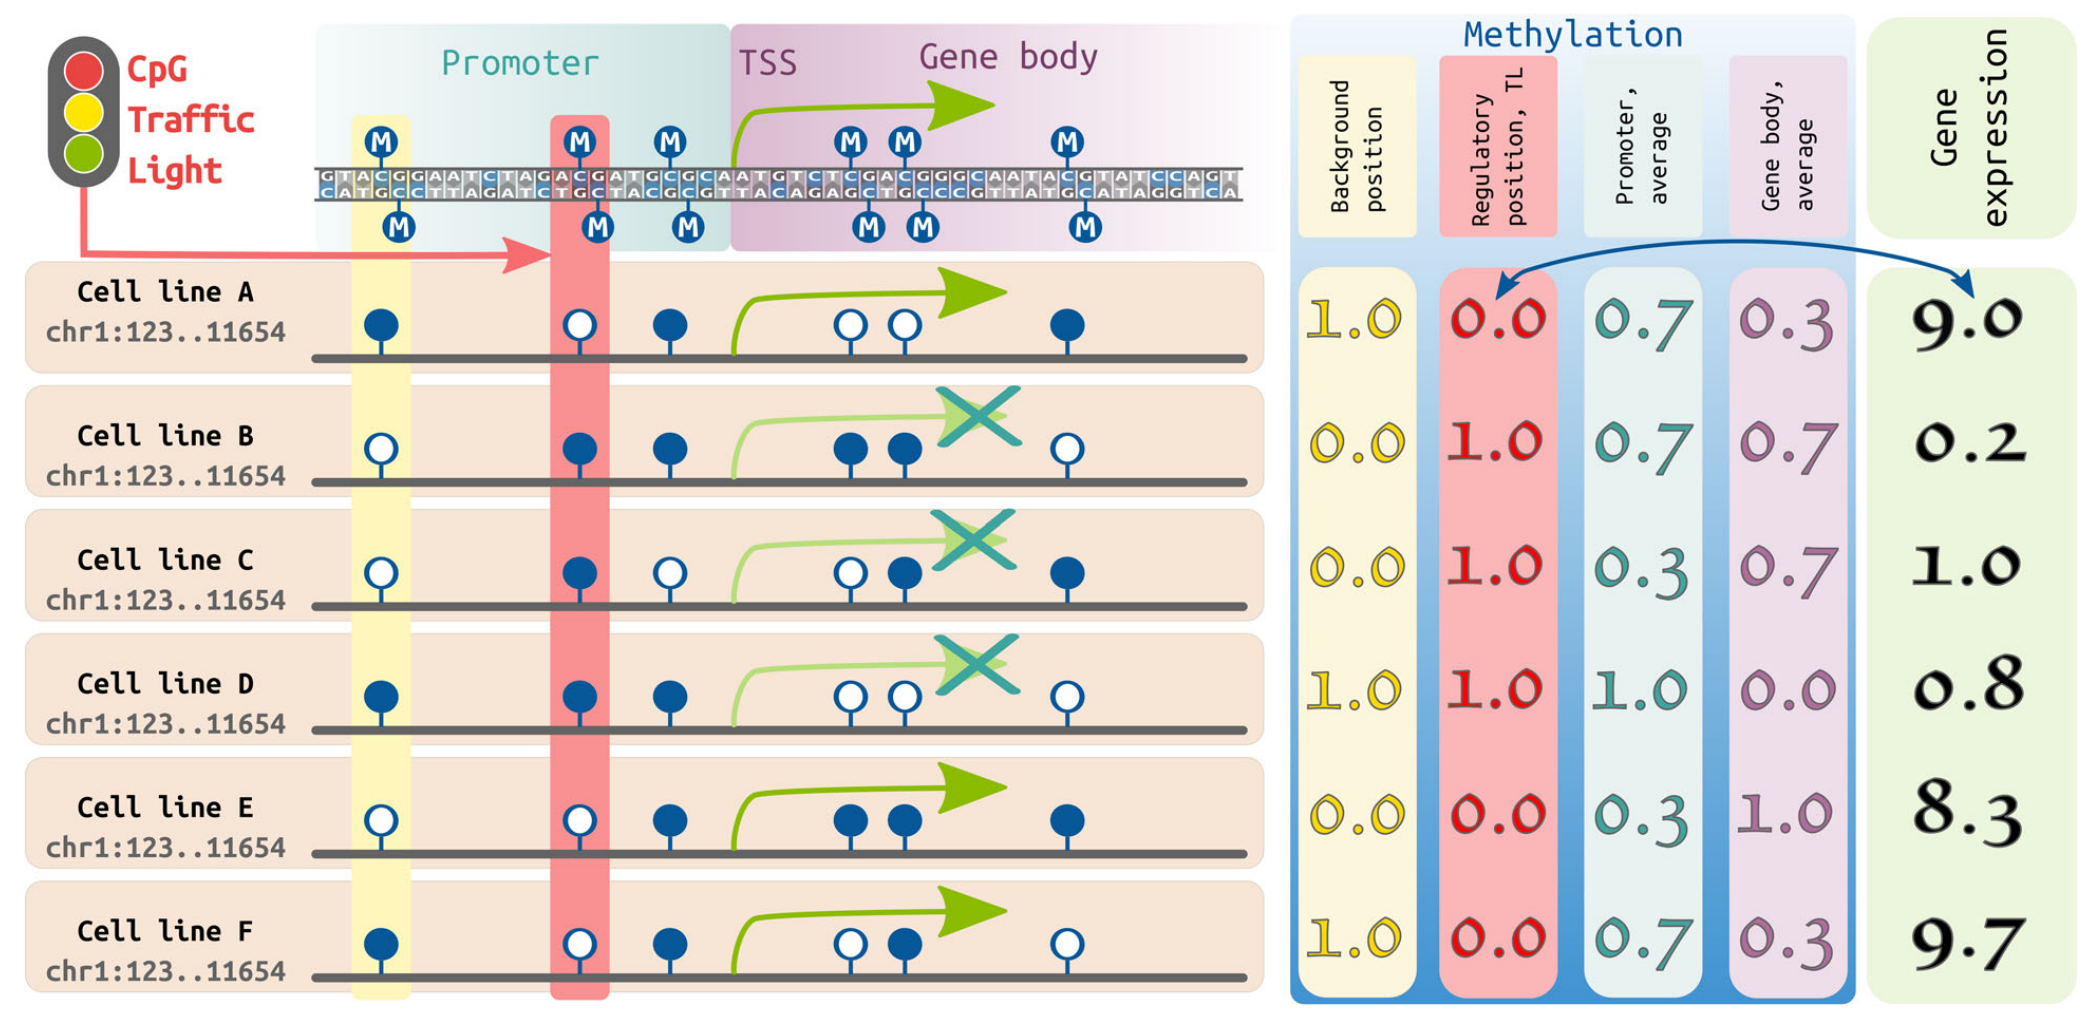 CpG
Traffic
Light
Promoter
TSS
Gene body
M M M M M M
GTACGGAATCTAGACGATGCGCAATGTCTCGACGGGCAATACGTATCCAGT
CATGCCTTAGATCTGCTACGCGTTACAGAGCTGCCCGTTATGCATAGGTCA
M M M M M M
Methylation
Background
position
Regulatory
position, TL
Promoter,
average
Gene body,
average
Gene
expression
Cell line A
chr1:123..11654
1.0 0.0 0.7 0.3 9.0
Cell line B
chr1:123..11654
0.0 1.0 0.7 0.7 0.2
Cell line C
chr1:123..11654
0.0 1.0 0.3 0.7 1.0
Cell line D
chr1:123..11654
1.0 1.0 1.0 0.0 0.8
Cell line E
chr1:123..11654
0.0 0.0 0.3 1.0 8.3
Cell line F
chr1:123..11654
1.0 0.0 0.7 0.3 9.7